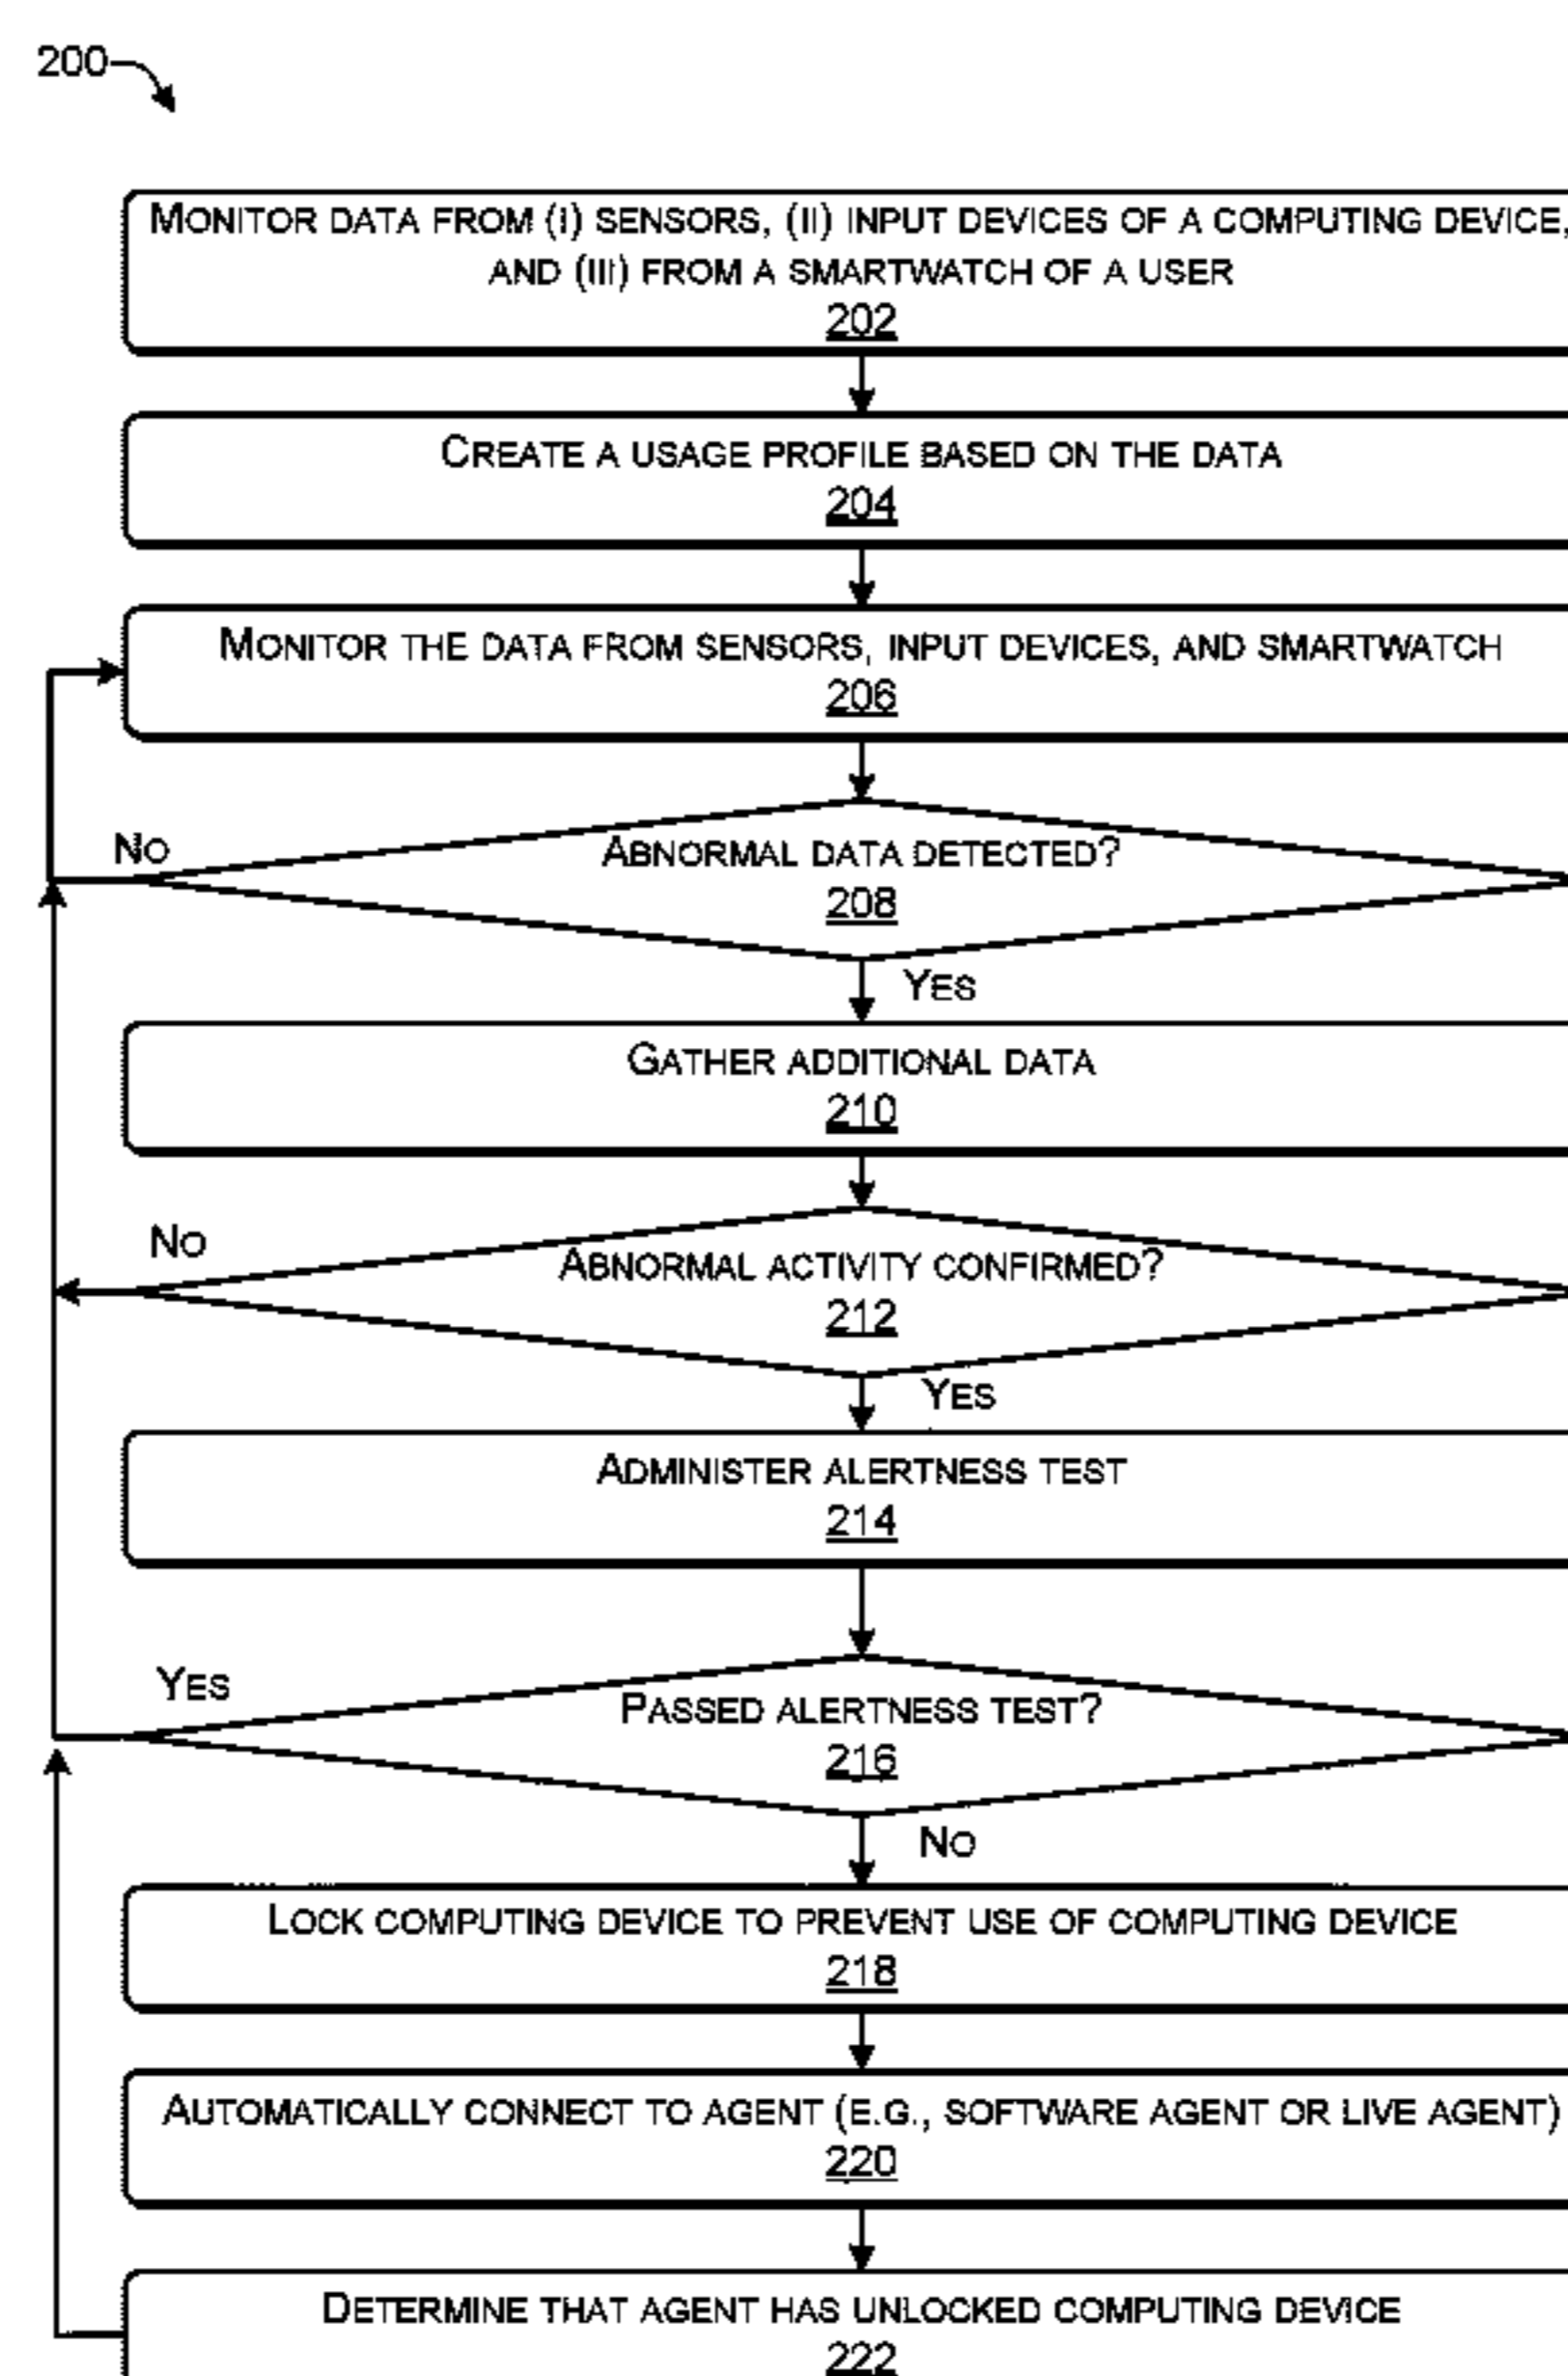 200
MONITOR DATA FROM (I) SENSORS, (II) INPUT DEVICES OF A COMPUTING DEVICE,
AND (III) FROM A SMARTWATCH OF A USER
202
CREATE A USAGE PROFILE BASED ON THE DATA
204
MONITOR THE DATA FROM SENSORS, INPUT DEVICES, AND SMARTWATCH
206
NO
ABNORMAL DATA DETECTED?
208
YES
GATHER ADDITIONAL DATA
210
NO
ABNORMAL ACTIVITY CONFIRMED?
212
YES
ADMINISTER ALERTNESS TEST
214
YES
PASSED ALERTNESS TEST?
216
NO
LOCK COMPUTING DEVICE TO PREVENT USE OF COMPUTING DEVICE
218
AUTOMATICALLY CONNECT TO AGENT (E.G., SOFTWARE AGENT OR LIVE AGENT)
220
DETERMINE THAT AGENT HAS UNLOCKED COMPUTING DEVICE
222